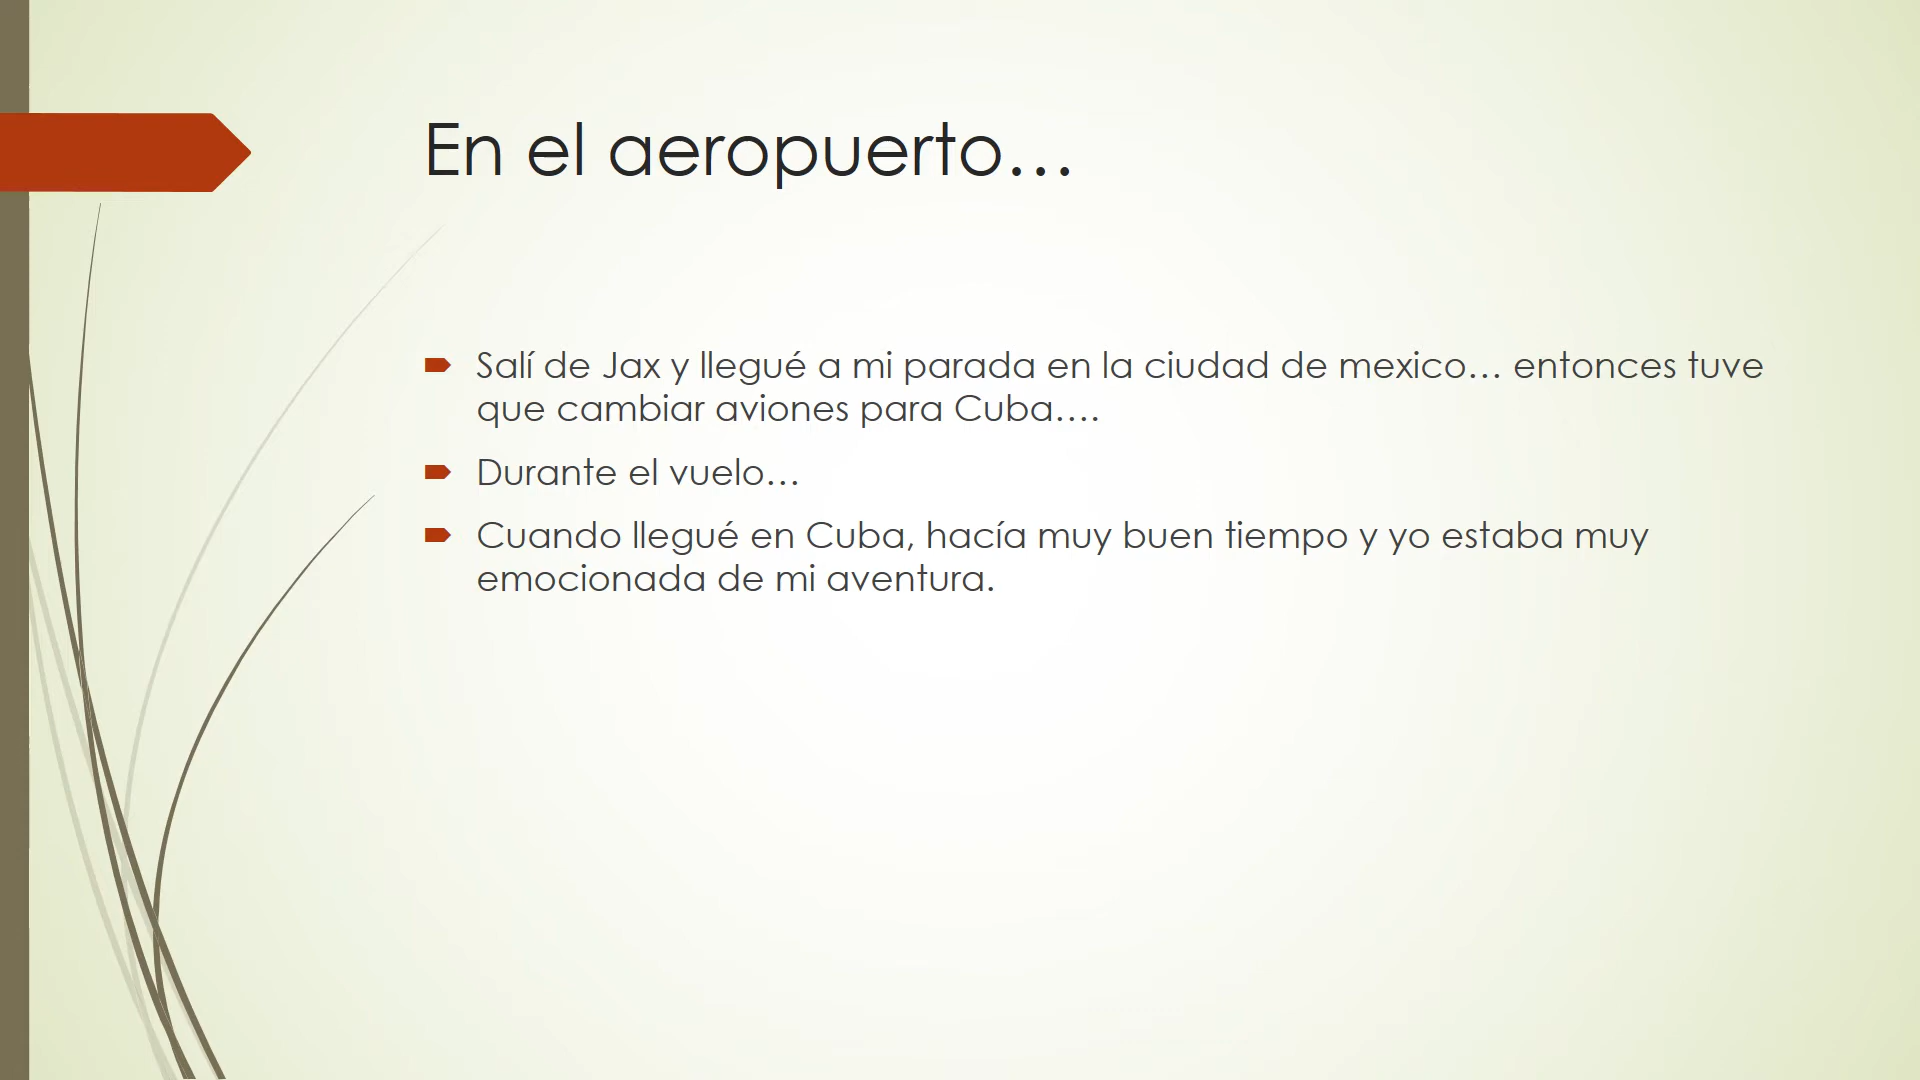 En el aeropuerto...
Salí de Jax y llegué a mi parada en la ciudad de mexico... entonces tuve
que cambiar aviones para Cuba....
Durante el vuelo...
Cuando llegué en Cuba, hacía muy buen tiempo y yo estaba muy
emocionada de mi aventura.